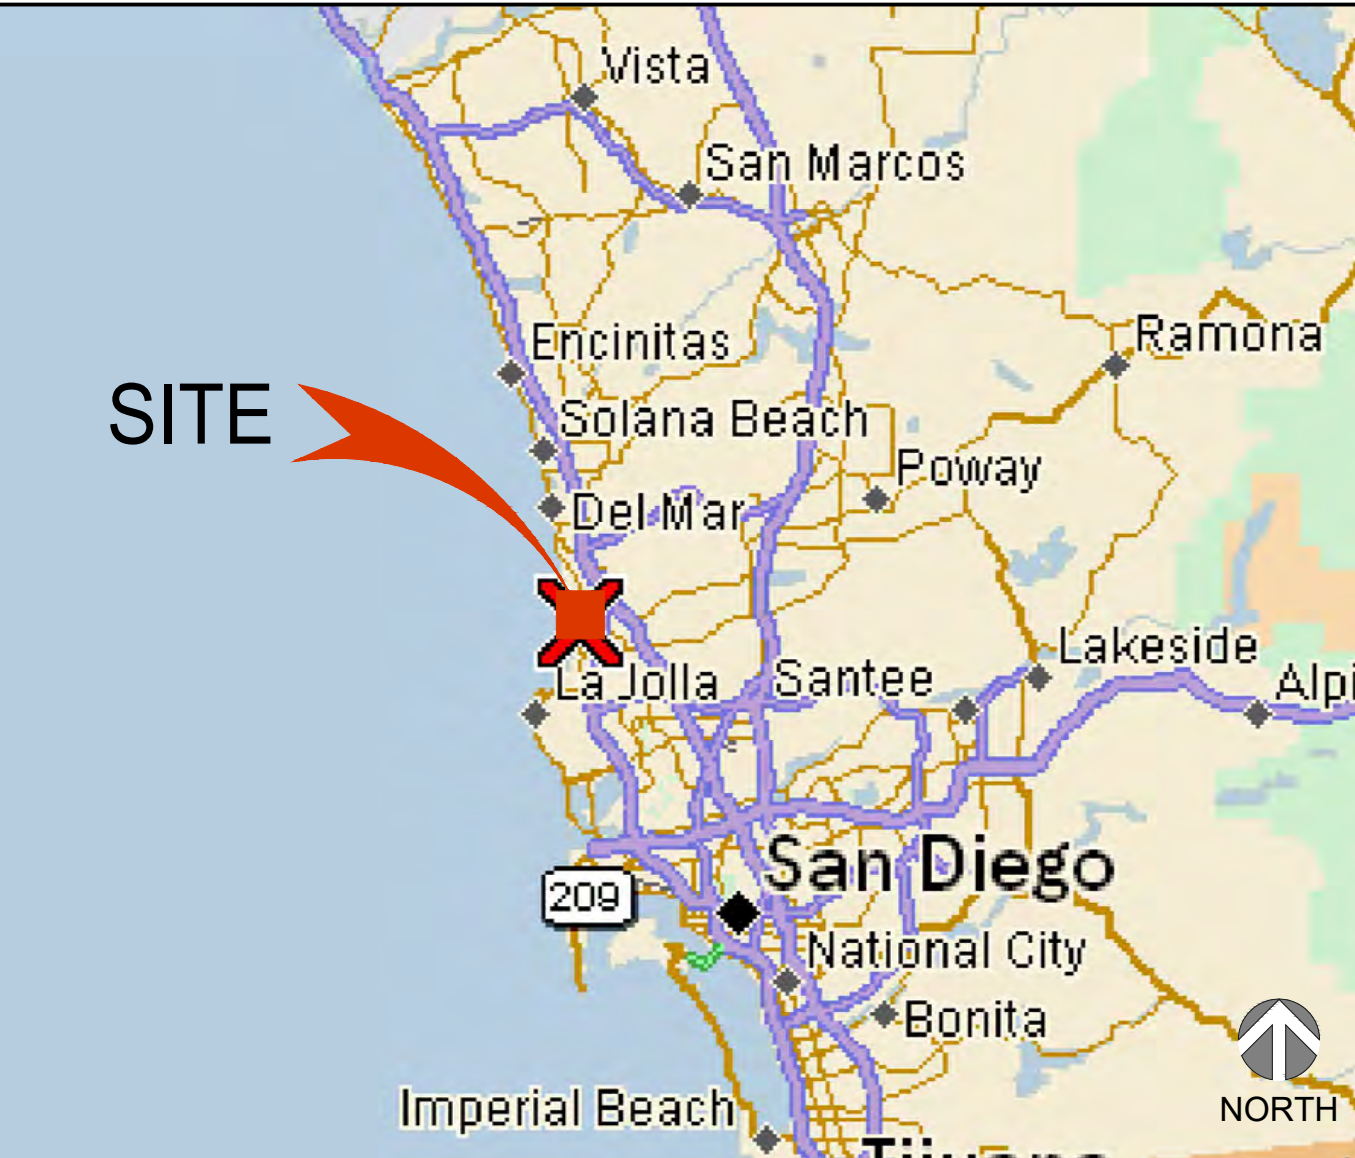 Vista
San Marcos
Encinitas
Ramona
SITE
Solana Beach
Poway
Del Mar
Lakeside
La Jolla
Santee
Alpi
San Diego
209
National City
Bonita
Imperial Beach
NORTH